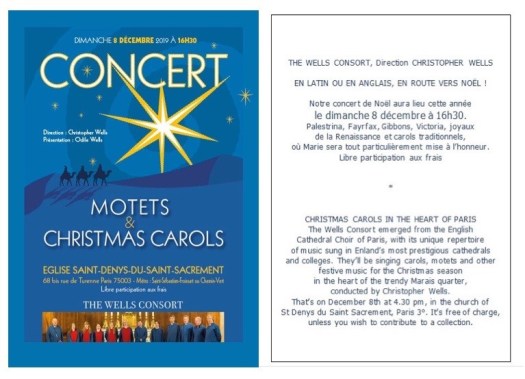 DIMANCHE 8 DÉCEMBRE 2019 À 16H30
CONCERT
Direction : Christopher Wells
Présentation : Odile Wells
MOTETS
&
CHRISTMAS CAROLS
EGLISE SAINT-DENYS-DU-SAINT-SACREMENT
68 bis rue de Turenne Paris 75003 - Métro : Saint-Sébastien-Froissart ou Chemin Vert
Libre participation aux frais
THE WELLS CONSORT
THE WELLS CONSORT, Direction CHRISTOPHER WELLS
EN LATIN OU EN ANGLAIS, EN ROUTE VERS NOËL !
Notre concert de Noël aura lieu cette année
le dimanche 8 décembre à 16h30.
Palestrina, Fayrfax, Gibbons, Victoria, joyaux
de la Renaissance et carols traditionnels,
où Marie sera tout particulièrement mise à l'honneur.
Libre participation aux frais
*
CHRISTMAS CAROLS IN THE HEART OF PARIS
The Wells Consort emerged from the English
Cathedral Choir of Paris, with its unique repertoire
of music sung in Englend's most prestigious cathedrals
and colleges. They'll be singing carols, motets and other
festive music for the Christmas season
in the heart of the trendy Marais quarter,
conducted by Christopher Wells.
That's on December 8th at 4.30 pm, in the church of
St Denys du Saint Sacrement, Paris 3°. It's free of charge,
unless you wish to contribute to a collection.